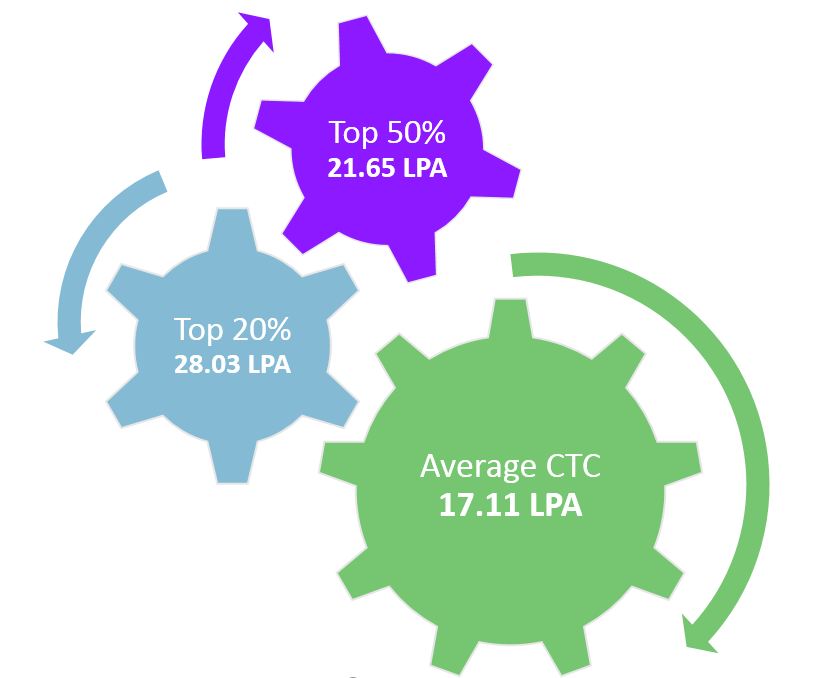 Top 50%
21.65 LPA
Top 20%
28.03 LPA
Average CTC
17.11 LPA